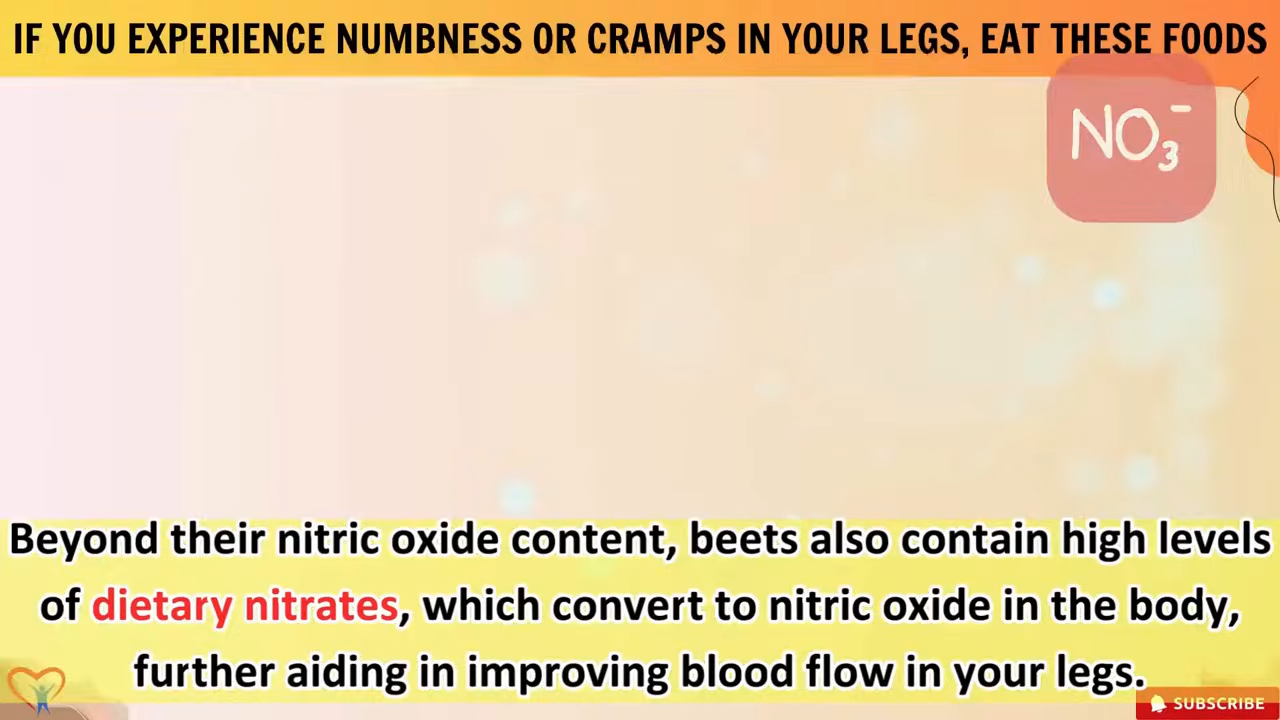 IF YOU EXPERIENCE NUMBNESS OR CRAMPS IN YOUR LEGS, EAT THESE FOODS
NO₃⁻
Beyond their nitric oxide content, beets also contain high levels
of dietary nitrates, which convert to nitric oxide in the body,
further aiding in improving blood flow in your legs.
SUBSCRIBE